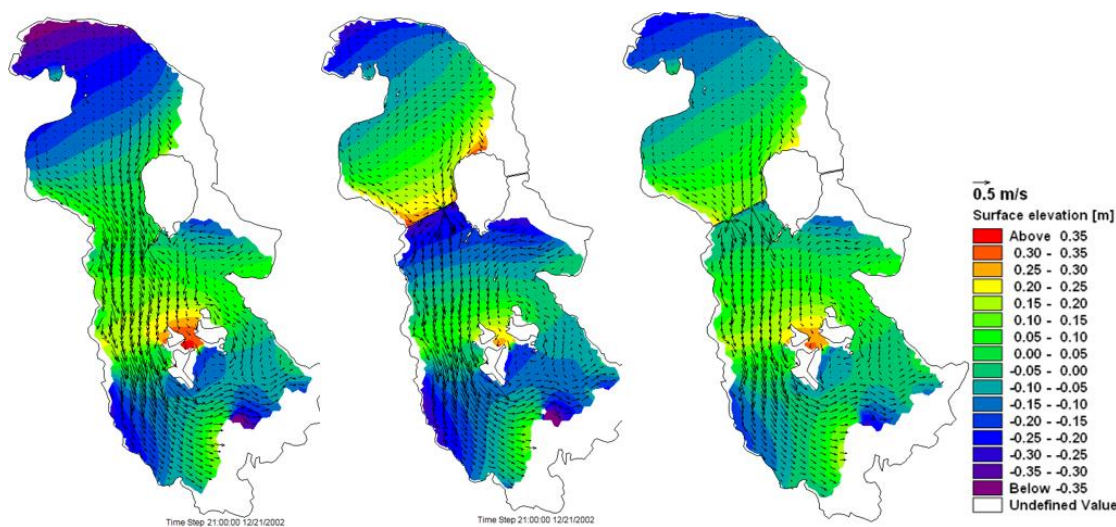 0.5 m/s
Surface elevation [m]
Above 0.35
0.30 - 0.35
0.25 - 0.30
0.20 - 0.25
0.15 - 0.20
0.10 - 0.15
0.05 - 0.10
0.00 - 0.05
-0.05 - 0.00
-0.10 - -0.05
-0.15 - -0.10
-0.20 - -0.15
-0.25 - -0.20
-0.30 - -0.25
-0.35 - -0.30
Below -0.35
Undefined Value
Time Step 21:00:00 12/21/2002
Time Step 21:00:00 12/21/2002